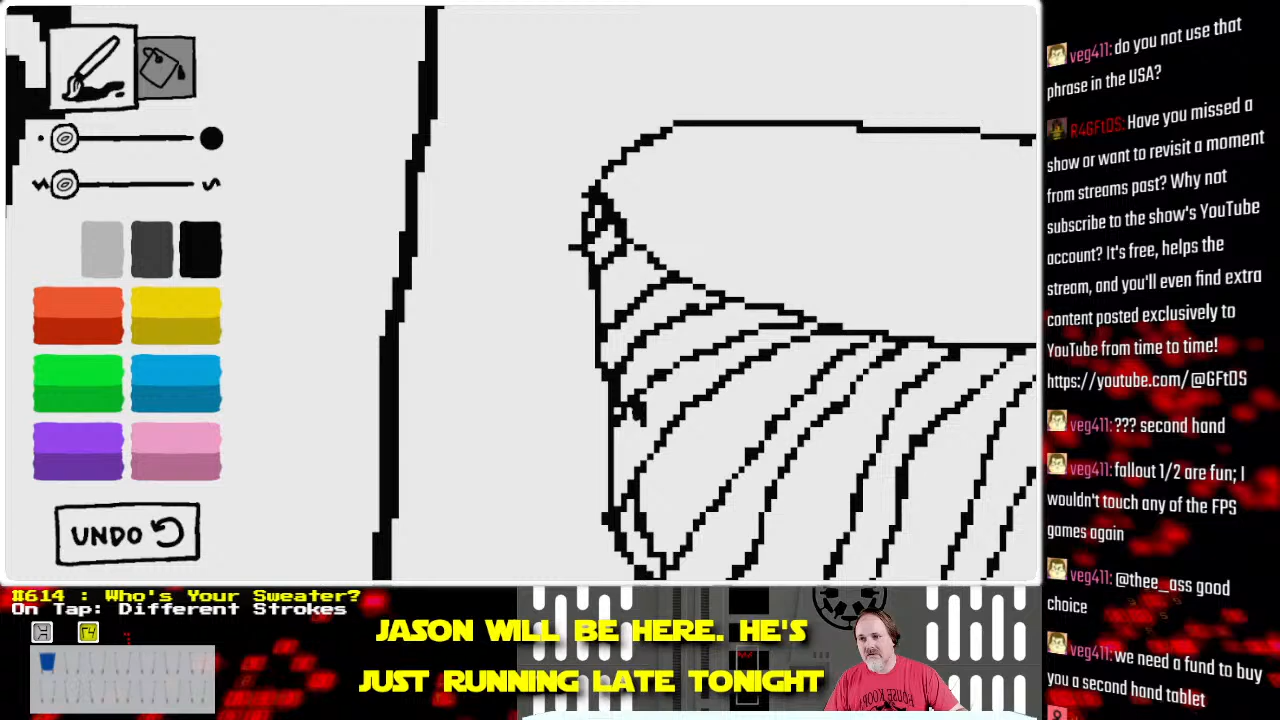 veg411: do you not use that
phrase in the USA?
R4GFtDS: Have you missed a
show or want to revisit a moment
from streams past? Why not
subscribe to the show's YouTube
account? It's free, helps the
stream, and you'll even find extra
content posted exclusively to
YouTube from time to time!
https://youtube.com/@GFtDS
veg411: ??? second hand
veg411: fallout 1/2 are fun; I
wouldn't touch any of the FPS
games again
veg411: @thee_ass good
choice
veg411: we need a fund to buy
you a second hand tablet
UNDO
#614 : Who's Your Sweater?
On Tap: Different Strokes
JASON WILL BE HERE. HE'S
JUST RUNNING LATE TONIGHT